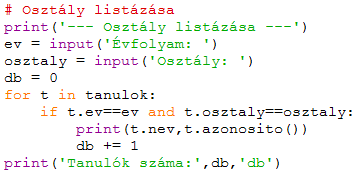 # Osztály listázása
print('--- Osztály listázása ---')
ev = input('Évfolyam: ')
osztaly = input('Osztály: ')
db = 0
for t in tanulok:
    if t.ev==ev and t.osztaly==osztaly:
        print(t.nev,t.azonosito())
        db += 1
print('Tanulók száma:',db,'db')